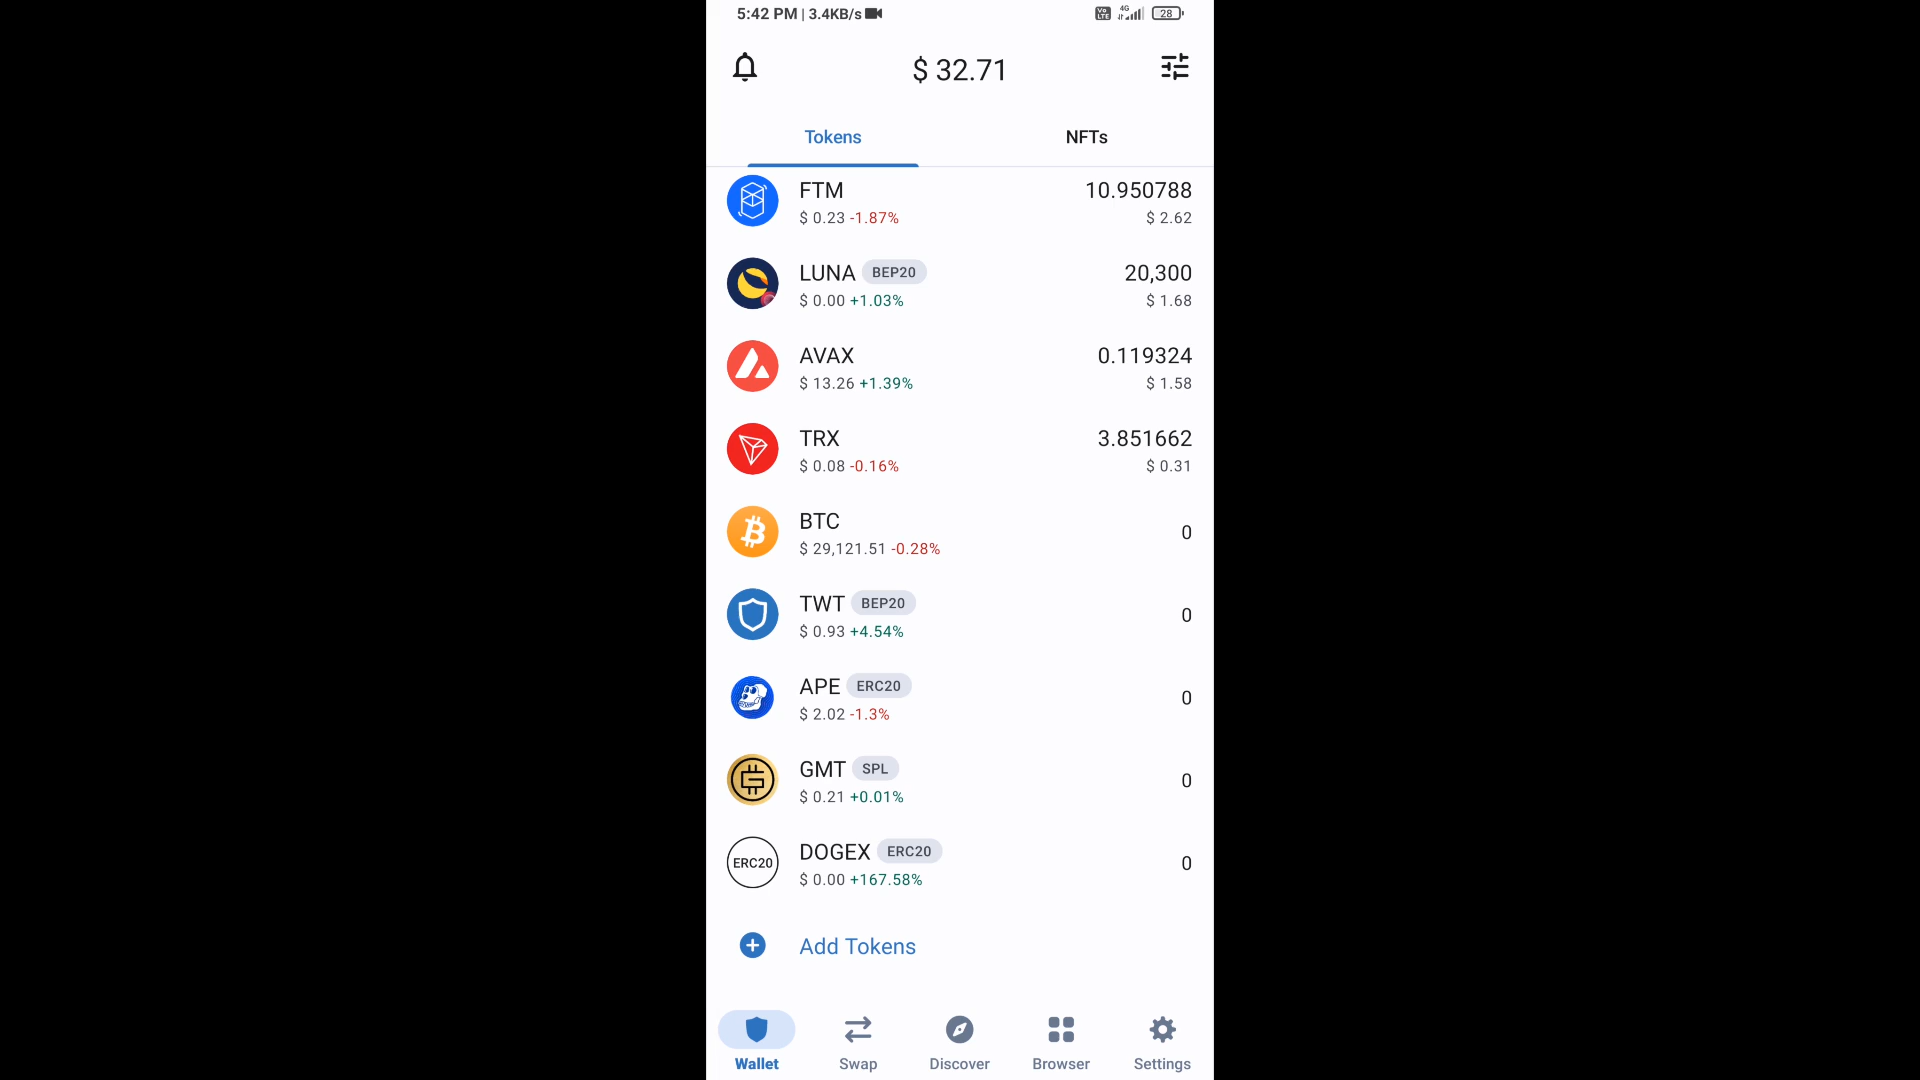 5:42 PM | 3.4KB/s
Vo LTE 4G 28
$ 32.71
Tokens NFTs
FTM 10.950788
$ 0.23 -1.87% $ 2.62
LUNA BEP20 20,300
$ 0.00 +1.03% $ 1.68
AVAX 0.119324
$ 13.26 +1.39% $ 1.58
TRX 3.851662
$ 0.08 -0.16% $ 0.31
BTC 0
$ 29,121.51 -0.28%
TWT BEP20 0
$ 0.93 +4.54%
APE ERC20 0
$ 2.02 -1.3%
GMT SPL 0
$ 0.21 +0.01%
ERC20 DOGEX ERC20 0
$ 0.00 +167.58%
Add Tokens
Wallet Swap Discover Browser Settings